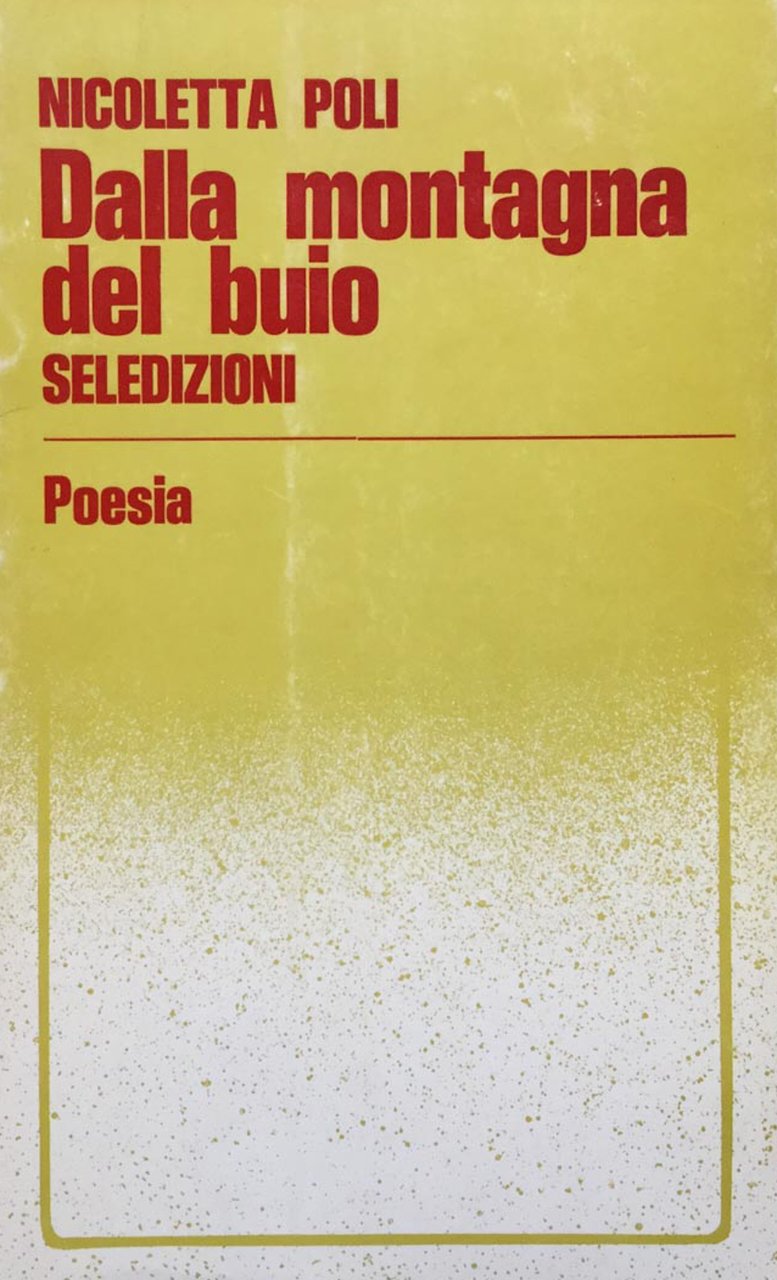 NICOLETTA POLI
Dalla montagna
del buio
SELEDIZIONI
Poesia